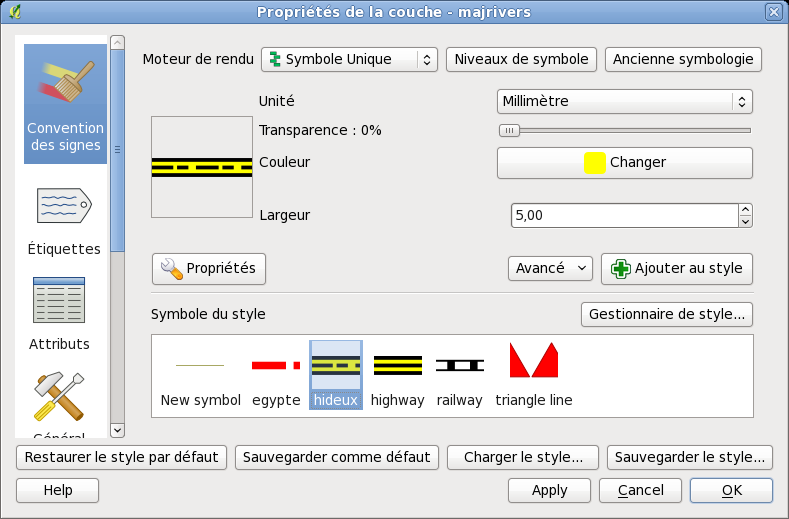 Propriétés de la couche - majrivers
Convention
des signes
Étiquettes
Attributs
Général
Moteur de rendu
Symbole Unique
Niveaux de symbole
Ancienne symbologie
Unité
Millimètre
Transparence : 0%
Couleur
Changer
Largeur
5,00
Propriétés
Avancé
Ajouter au style
Symbole du style
Gestionnaire de style...
New symbol
egypte
hideux
highway
railway
triangle line
Restaurer le style par défaut
Sauvegarder comme défaut
Charger le style...
Sauvegarder le style...
Help
Apply
Cancel
OK